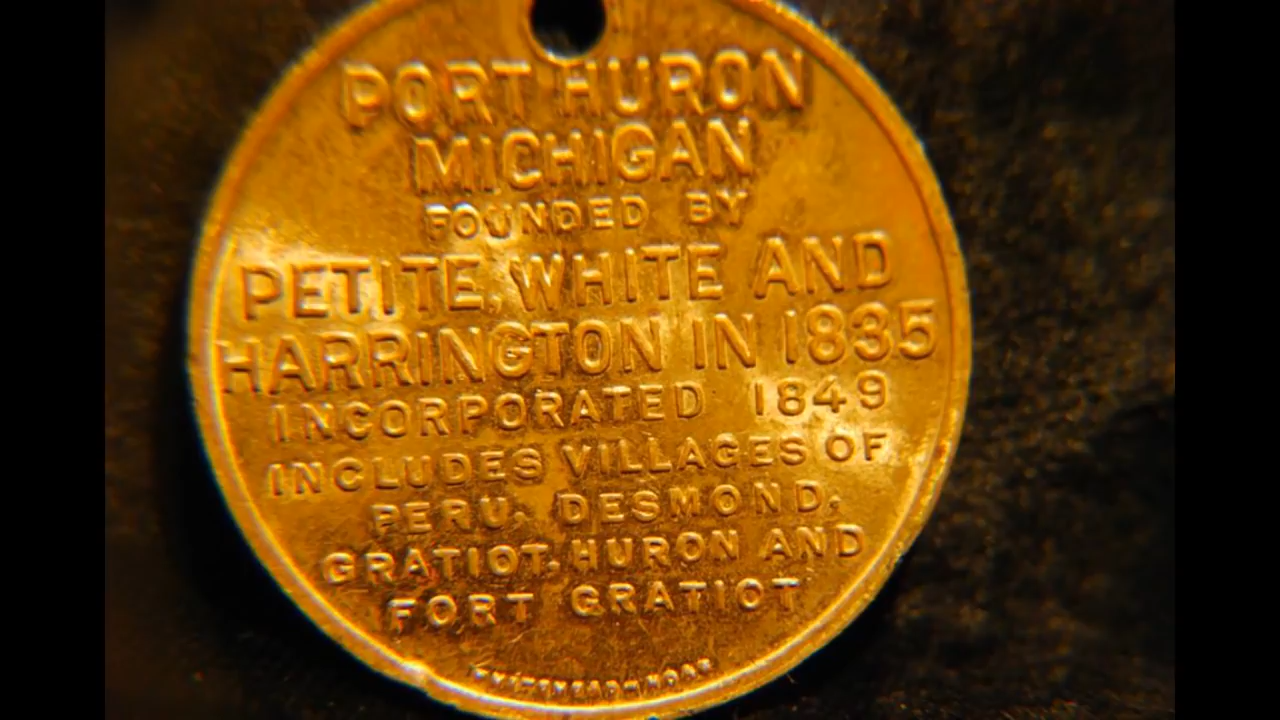 PORT HURON
MICHIGAN
FOUNDED BY
PETITE, WHITE AND
HARRINGTON IN 1835
INCORPORATED 1849
INCLUDES VILLAGES OF
PERU, DESMOND,
GRATIOT, HURON AND
FORT GRATIOT